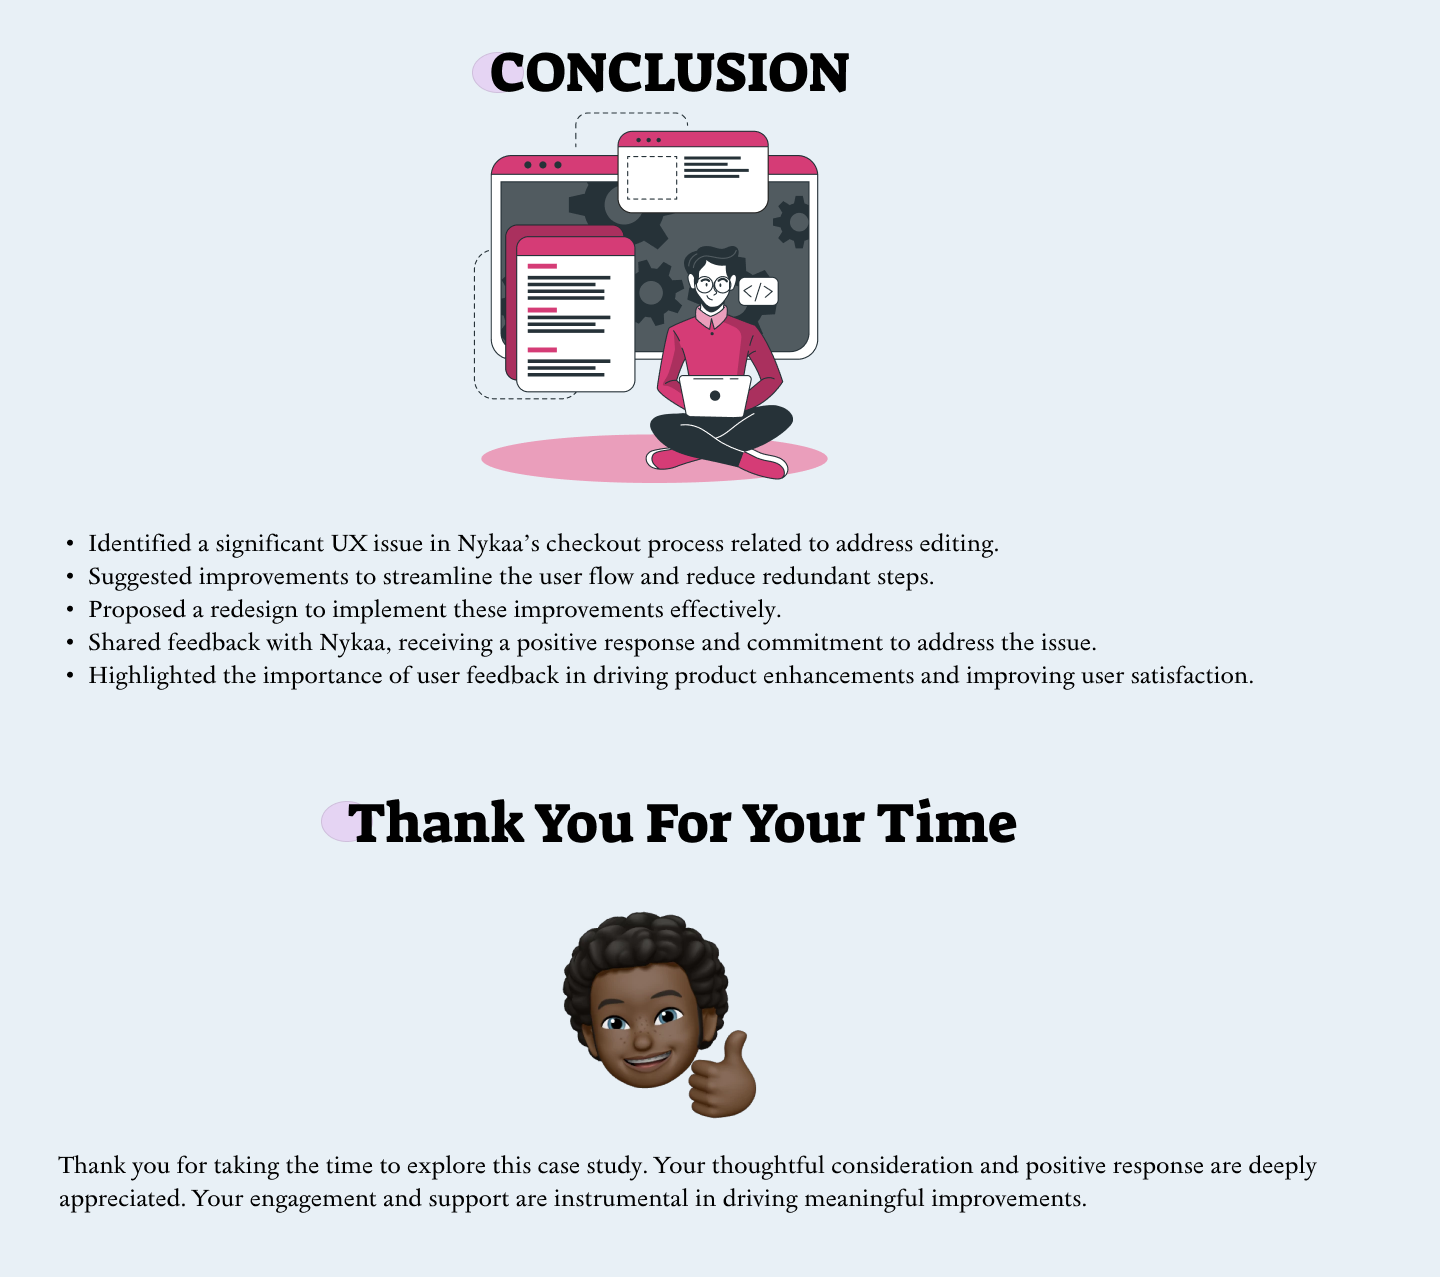 CONCLUSION
</>
• Identified a significant UX issue in Nykaa’s checkout process related to address editing.
• Suggested improvements to streamline the user flow and reduce redundant steps.
• Proposed a redesign to implement these improvements effectively.
• Shared feedback with Nykaa, receiving a positive response and commitment to address the issue.
• Highlighted the importance of user feedback in driving product enhancements and improving user satisfaction.
Thank You For Your Time
Thank you for taking the time to explore this case study. Your thoughtful consideration and positive response are deeply
appreciated. Your engagement and support are instrumental in driving meaningful improvements.